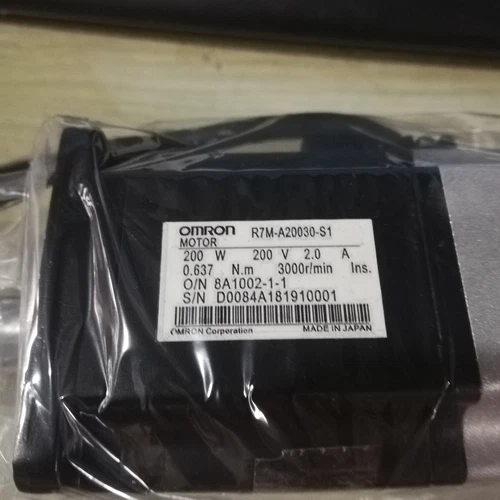 OMRON R7M-A20030-S1
MOTOR
200 W 200 V 2.0 A
0.637 N.m 3000r/min Ins.
O/N 8A1002-1-1
S/N D0084A181910001
OMRON Corporation MADE IN JAPAN